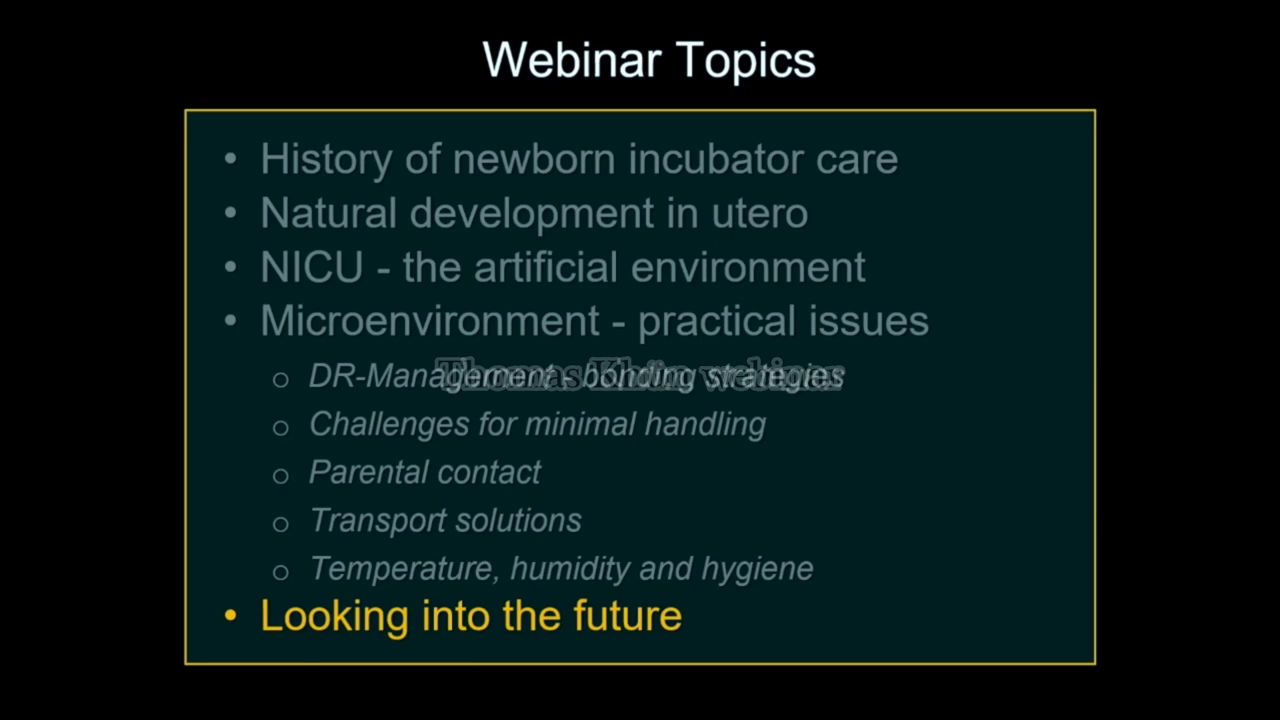 Webinar Topics
• History of newborn incubator care
• Natural development in utero
• NICU - the artificial environment
• Microenvironment - practical issues
o DR-Management - bonding strategies
Thomas webinar
o Challenges for minimal handling
o Parental contact
o Transport solutions
o Temperature, humidity and hygiene
• Looking into the future